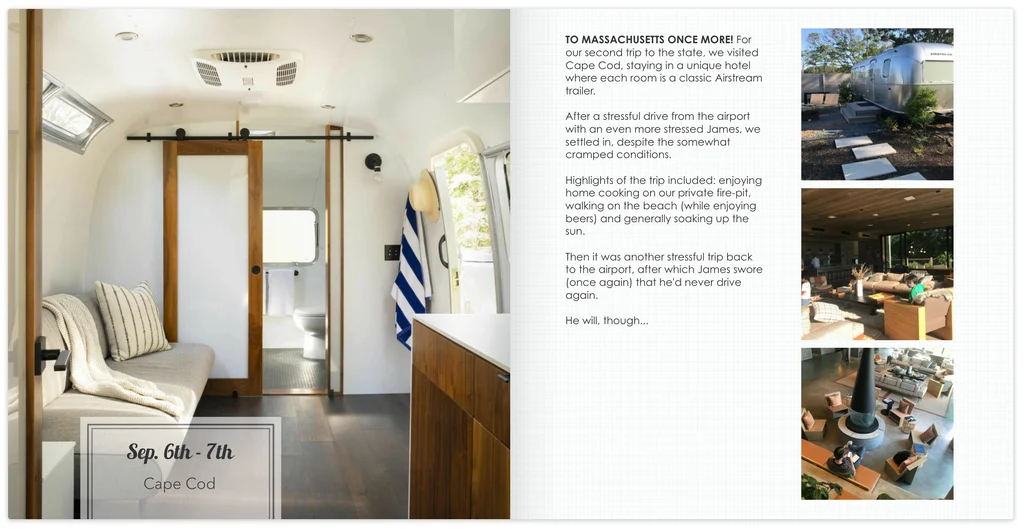 Sep. 6th - 7th
Cape Cod
TO MASSACHUSETTS ONCE MORE! For
our second trip to the state, we visited
Cape Cod, staying in a unique hotel
where each room is a classic Airstream
trailer.
After a stressful drive from the airport
with an even more stressed James, we
settled in, despite the somewhat
cramped conditions.
Highlights of the trip included: enjoying
home cooking on our private fire-pit,
walking on the beach (while enjoying
beers) and generally soaking up the
sun.
Then it was another stressful trip back
to the airport, after which James swore
(once again) that he'd never drive
again.
He will, though...